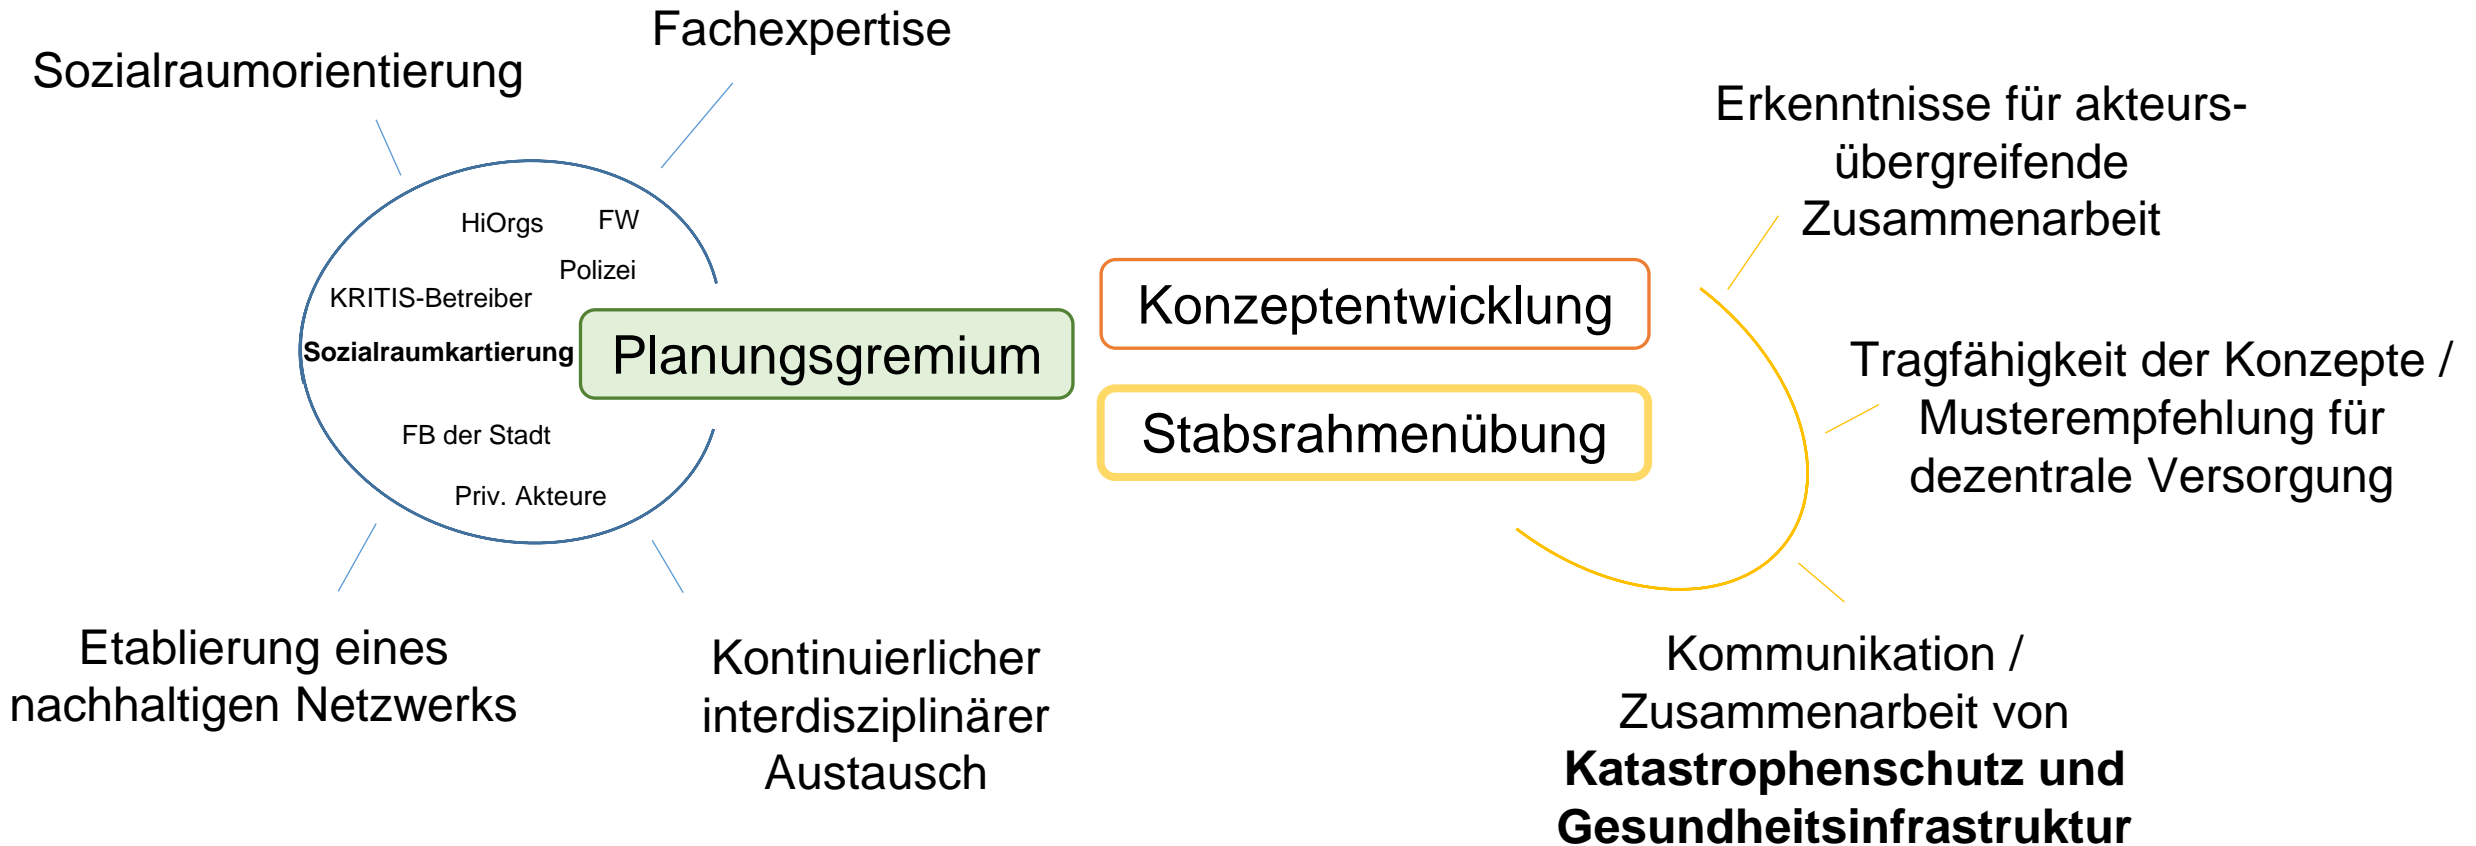 Sozialraumorientierung
Fachexpertise
HiOrgs
FW
Polizei
KRITIS-Betreiber
Sozialraumkartierung
FB der Stadt
Priv. Akteure
Planungsgremium
Etablierung eines
nachhaltigen Netzwerks
Kontinuierlicher
interdisziplinärer
Austausch
Konzeptentwicklung
Stabsrahmenübung
Erkenntnisse für akteurs-
übergreifende
Zusammenarbeit
Tragfähigkeit der Konzepte /
Musterempfehlung für
dezentrale Versorgung
Kommunikation /
Zusammenarbeit von
Katastrophenschutz und
Gesundheitsinfrastruktur